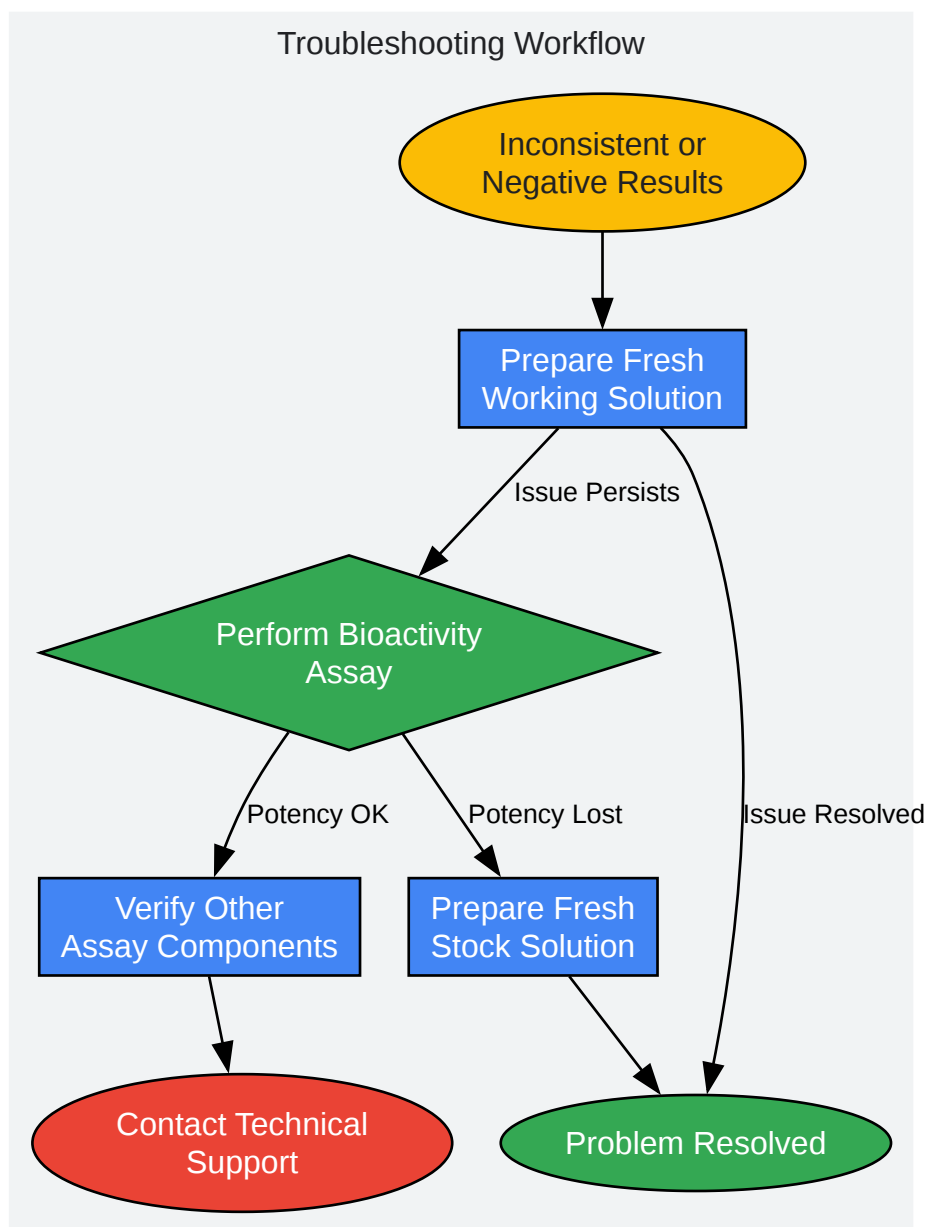 Troubleshooting Workflow
Inconsistent or
Negative Results
Prepare Fresh
Working Solution
Issue Persists
Perform Bioactivity
Assay
Potency OK
Potency Lost
Issue Resolved
Verify Other
Assay Components
Prepare Fresh
Stock Solution
Contact Technical
Support
Problem Resolved